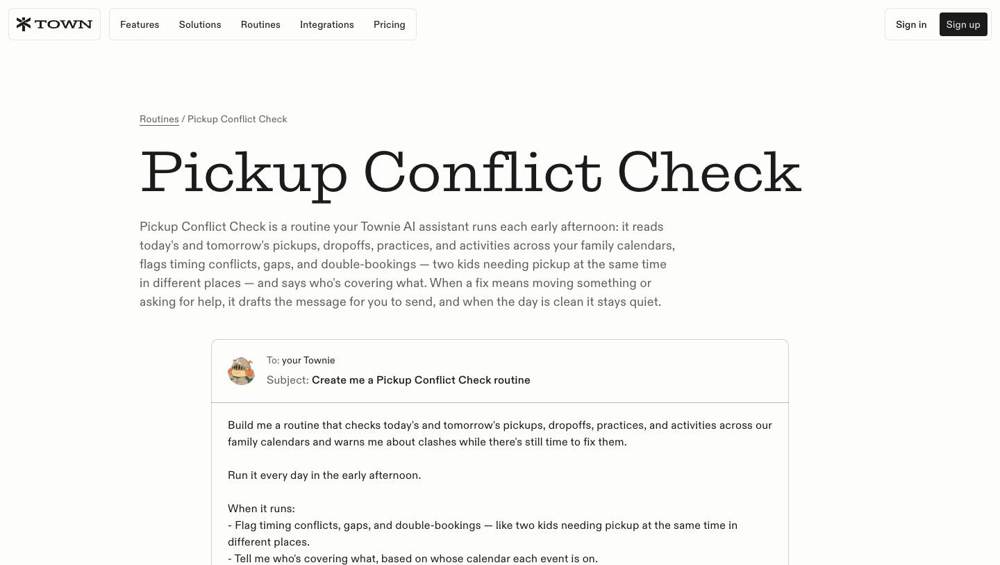 TOWN
Features
Solutions
Routines
Integrations
Pricing
Sign in
Sign up
Routines / Pickup Conflict Check
Pickup Conflict Check
Pickup Conflict Check is a routine your Townie AI assistant runs each early afternoon: it reads
today's and tomorrow's pickups, dropoffs, practices, and activities across your family calendars,
flags timing conflicts, gaps, and double-bookings — two kids needing pickup at the same time
in different places — and says who's covering what. When a fix means moving something or
asking for help, it drafts the message for you to send, and when the day is clean it stays quiet.
To: your Townie
Subject: Create me a Pickup Conflict Check routine
Build me a routine that checks today's and tomorrow's pickups, dropoffs, practices, and activities across our
family calendars and warns me about clashes while there's still time to fix them.
Run it every day in the early afternoon.
When it runs:
- Flag timing conflicts, gaps, and double-bookings — like two kids needing pickup at the same time in
different places.
- Tell me who's covering what, based on whose calendar each event is on.